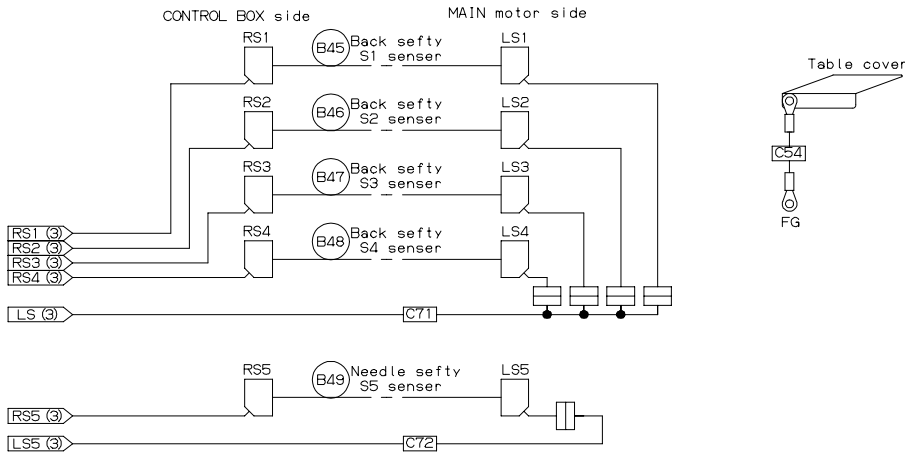 CONTROL BOX side
MAIN motor side
RS1
B45
Back sefty
S1 senser
LS1
Table cover
RS2
B46
Back sefty
S2 senser
LS2
C54
RS3
B47
Back sefty
S3 senser
LS3
FG
RS4
B48
Back sefty
S4 senser
LS4
RS1 (3)
RS2 (3)
RS3 (3)
RS4 (3)
LS (3)
C71
RS5
B49
Needle sefty
S5 senser
LS5
RS5 (3)
LS5 (3)
C72